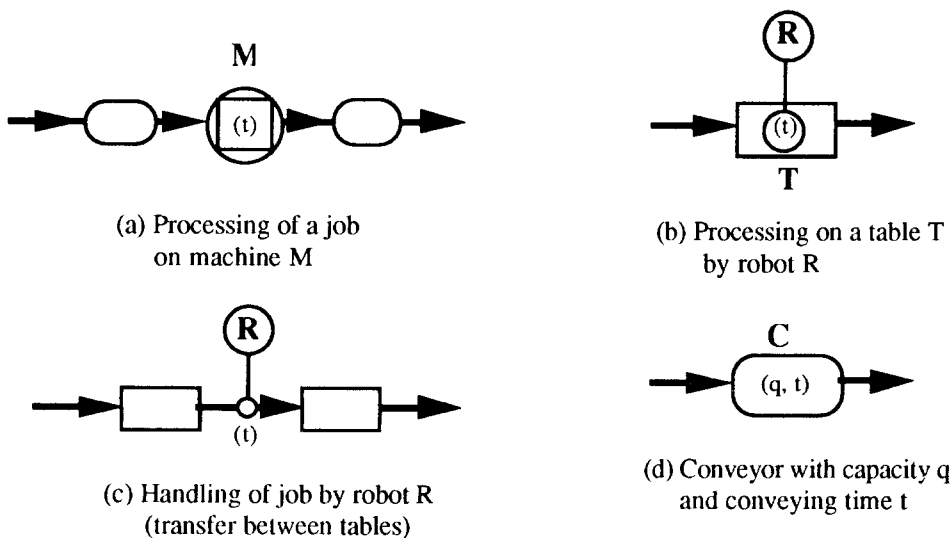 M
(t)
(a) Processing of a job
on machine M
R
(t)
T
(b) Processing on a table T
by robot R
R
(t)
(c) Handling of job by robot R
(transfer between tables)
C
(q, t)
(d) Conveyor with capacity q
and conveying time t